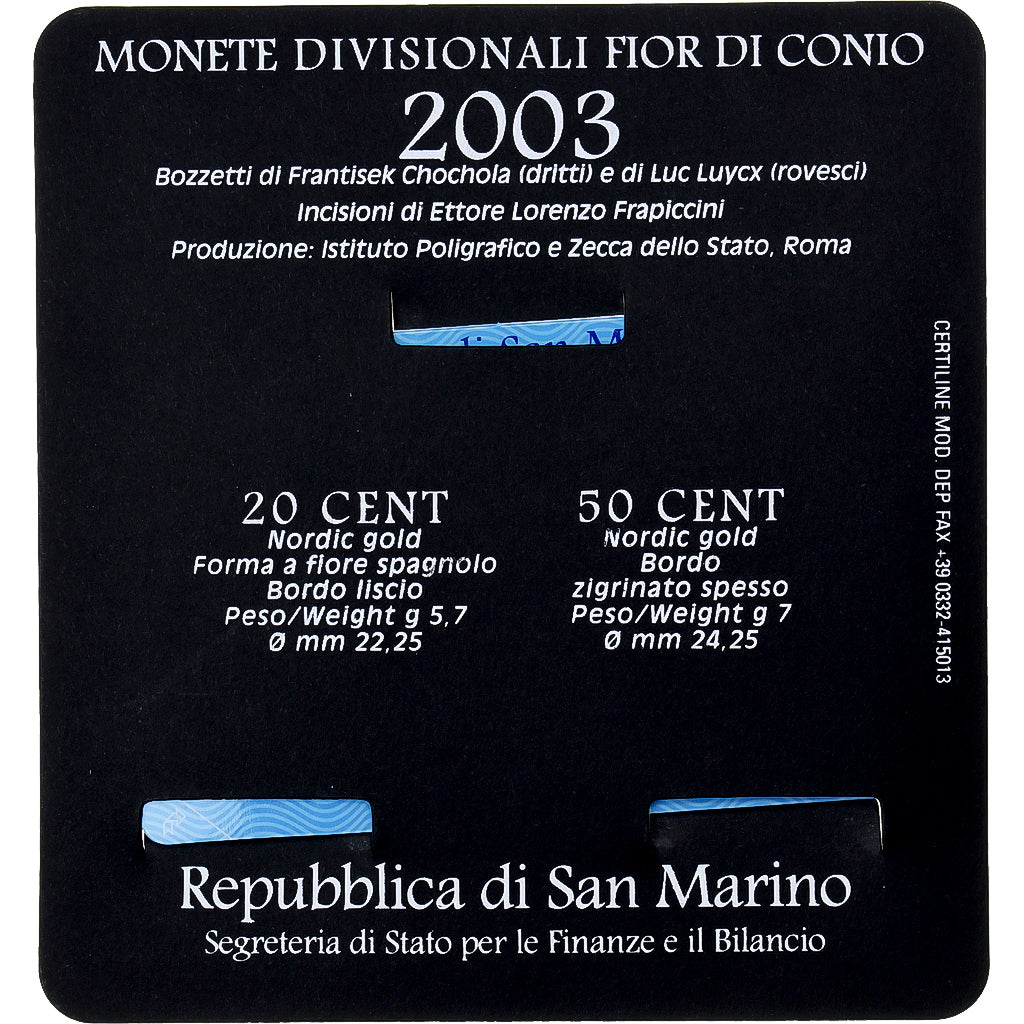 MONETE DIVISIONALI FIOR DI CONIO
2003
Bozzetti di Frantisek Chochola (dritti) e di Luc Luycx (rovesci)
Incisioni di Ettore Lorenzo Frapiccini
Produzione: Istituto Poligrafico e Zecca dello Stato, Roma
di San M
20 CENT
Nordic gold
Forma a fiore spagnolo
Bordo liscio
Peso/Weight g 5,7
Ø mm 22,25
50 CENT
Nordic gold
Bordo
zigrinato spesso
Peso/Weight g 7
Ø mm 24,25
CERTILINE MOD. DEP FAX +39 0332-415013
Repubblica di San Marino
Segreteria di Stato per le Finanze e il Bilancio